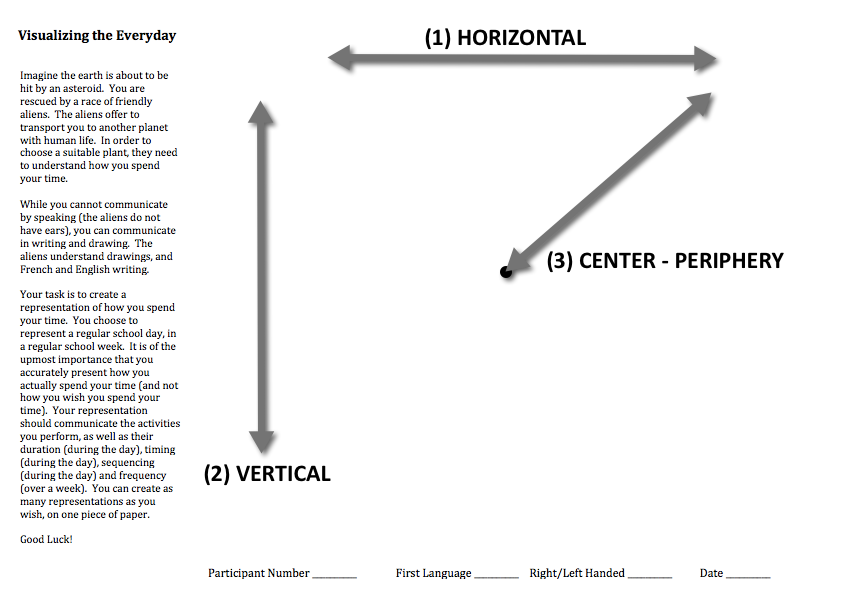 Visualizing the Everyday
Imagine the earth is about to be
hit by an asteroid.  You are
rescued by a race of friendly
aliens.  The aliens offer to
transport you to another planet
with human life.  In order to
choose a suitable plant, they need
to understand how you spend
your time.
While you cannot communicate
by speaking (the aliens do not
have ears), you can communicate
in writing and drawing.  The
aliens understand drawings, and
French and English writing.
Your task is to create a
representation of how you spend
your time.  You choose to
represent a regular school day, in
a regular school week.  It is of the
upmost importance that you
accurately present how you
actually spend your time (and not
how you wish you spend your
time).  Your representation
should communicate the activities
you perform, as well as their
duration (during the day), timing
(during the day), sequencing
(during the day) and frequency
(over a week).  You can create as
many representations as you
wish, on one piece of paper.
Good Luck!
(1) HORIZONTAL
(3) CENTER - PERIPHERY
(2) VERTICAL
Participant Number ________ First Language ________ Right/Left Handed ________ Date ________